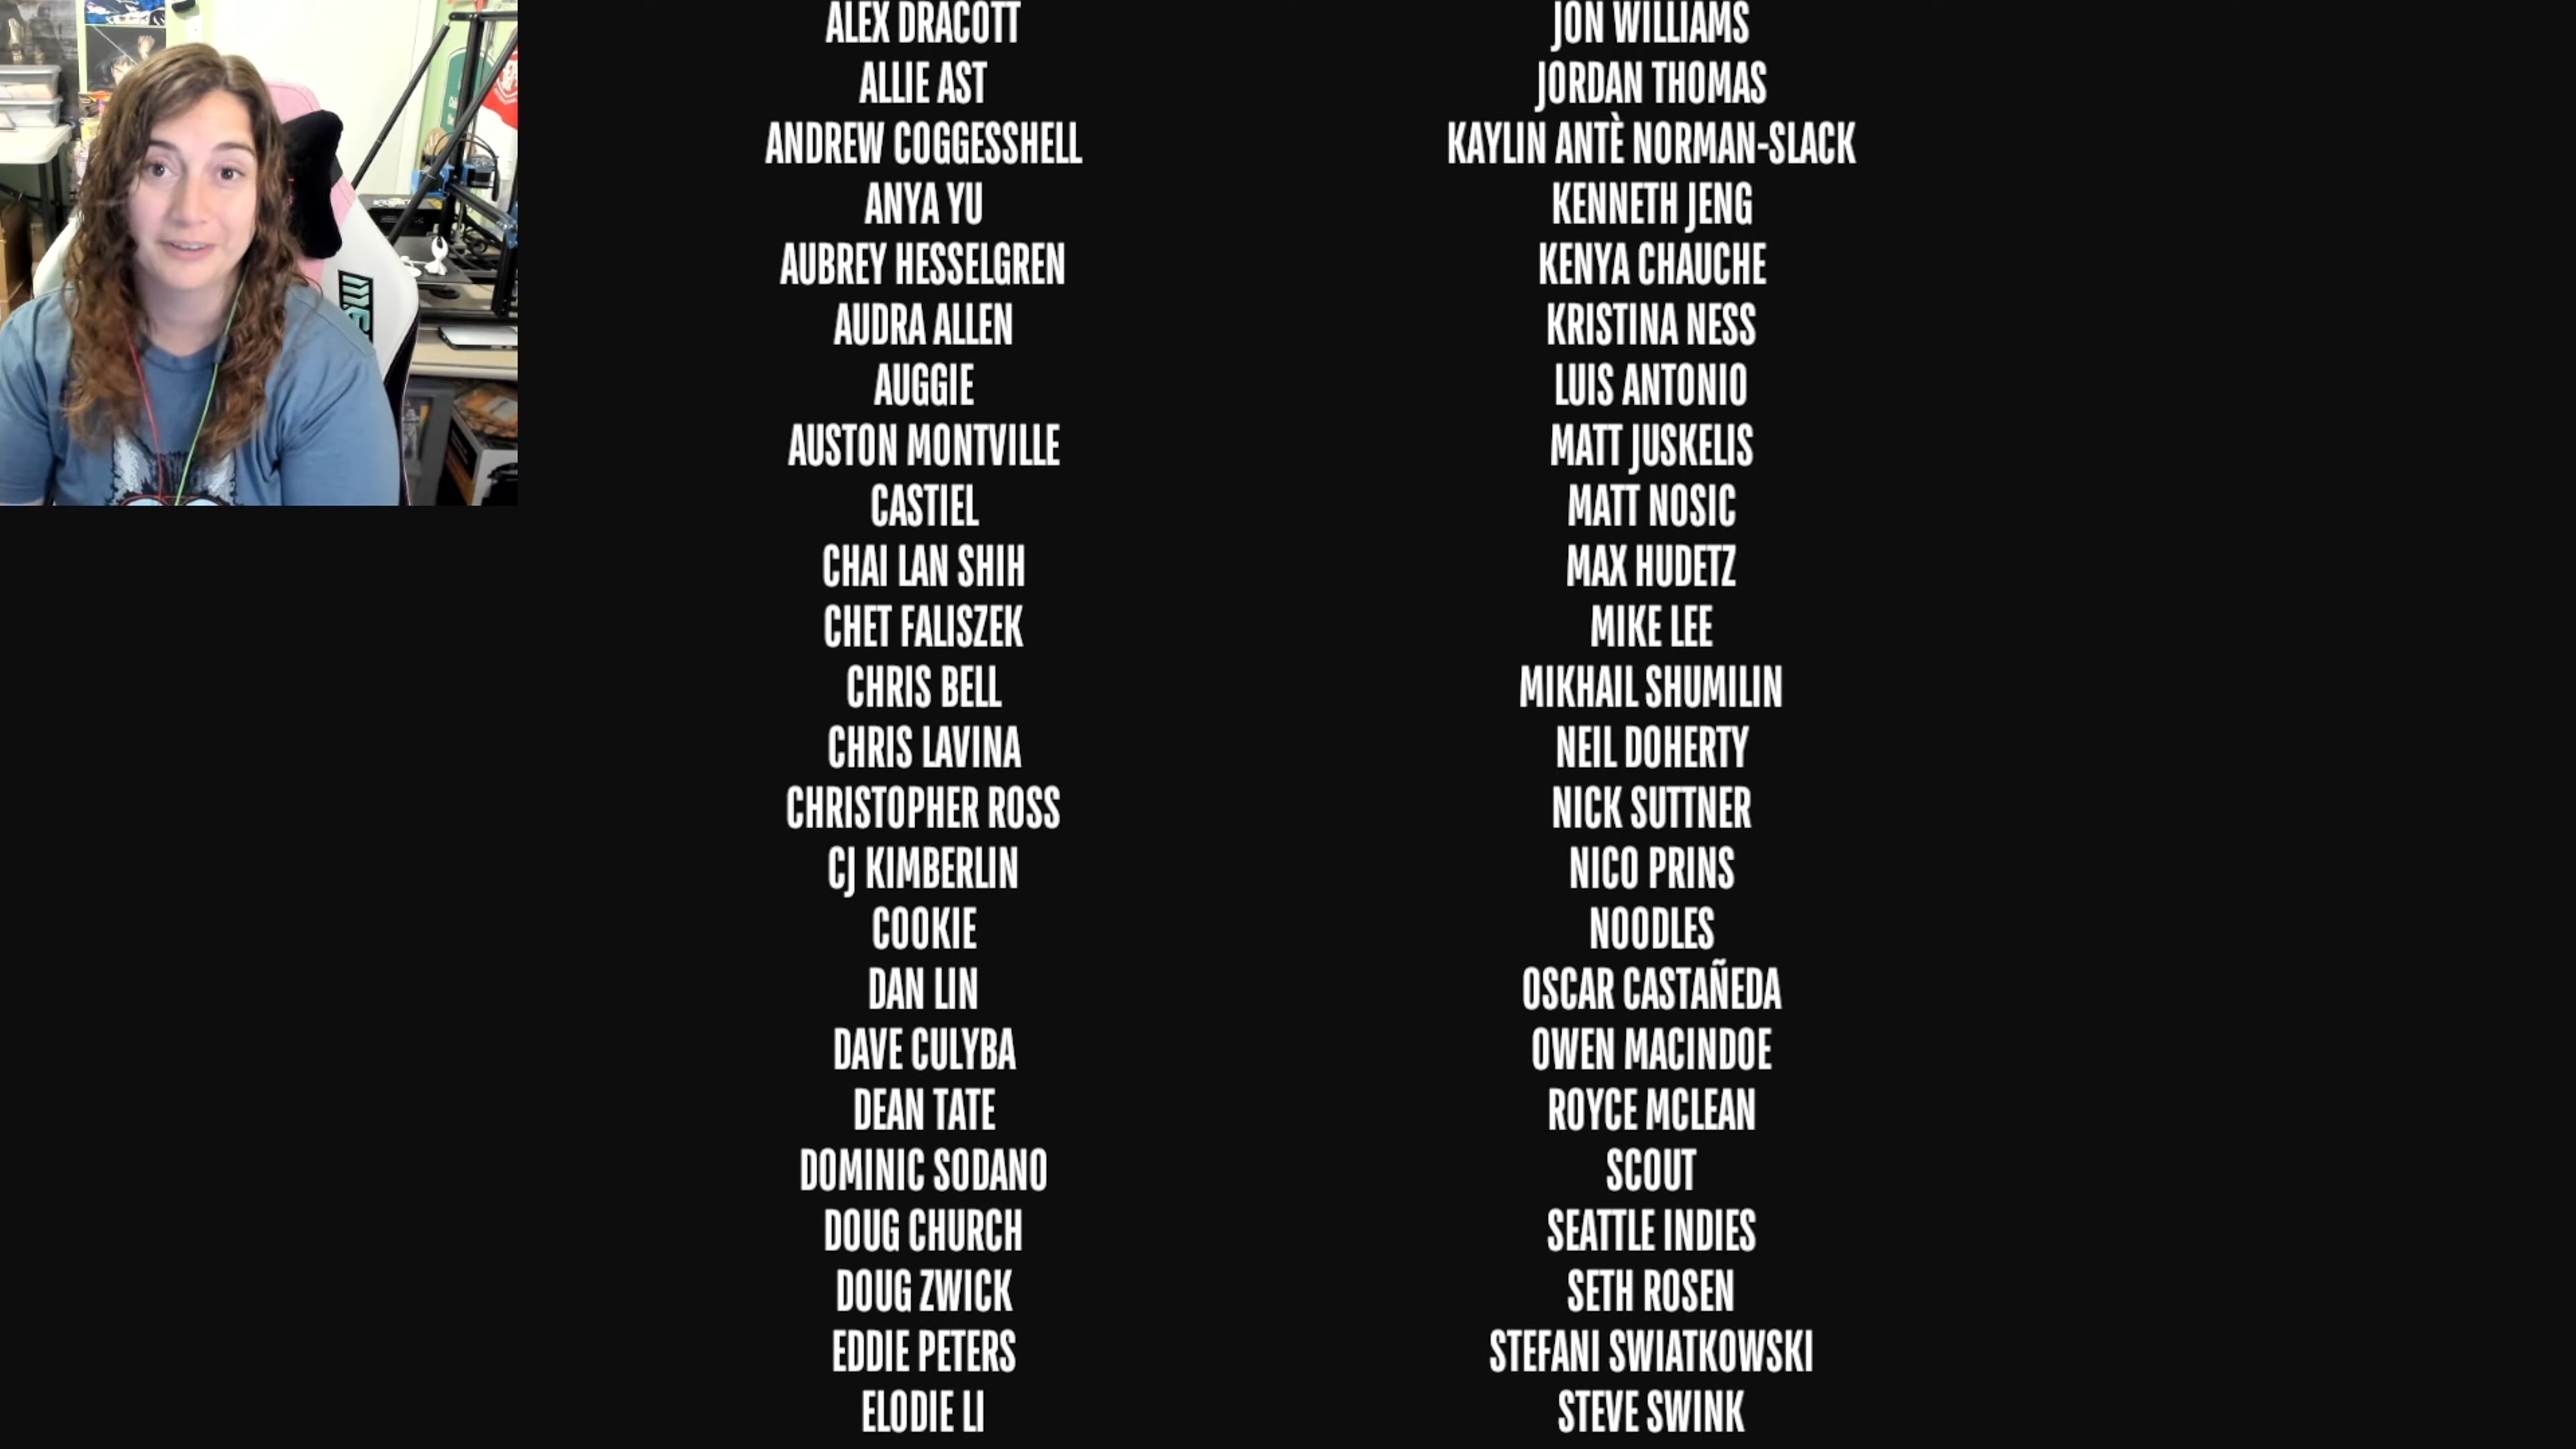 ALEX DRACOTT
ALLIE AST
ANDREW COGGESSHELL
ANYA YU
AUBREY HESSELGREN
AUDRA ALLEN
AUGGIE
AUSTON MONTVILLE
CASTIEL
CHAI LAN SHIH
CHET FALISZEK
CHRIS BELL
CHRIS LAVINA
CHRISTOPHER ROSS
CJ KIMBERLIN
COOKIE
DAN LIN
DAVE CULYBA
DEAN TATE
DOMINIC SODANO
DOUG CHURCH
DOUG ZWICK
EDDIE PETERS
ELODIE LI
JON WILLIAMS
JORDAN THOMAS
KAYLIN ANTÈ NORMAN-SLACK
KENNETH JENG
KENYA CHAUCHE
KRISTINA NESS
LUIS ANTONIO
MATT JUSKELIS
MATT NOSIC
MAX HUDETZ
MIKE LEE
MIKHAIL SHUMILIN
NEIL DOHERTY
NICK SUTTNER
NICO PRINS
NOODLES
OSCAR CASTAÑEDA
OWEN MACINDOE
ROYCE MCLEAN
SCOUT
SEATTLE INDIES
SETH ROSEN
STEFANI SWIATKOWSKI
STEVE SWINK